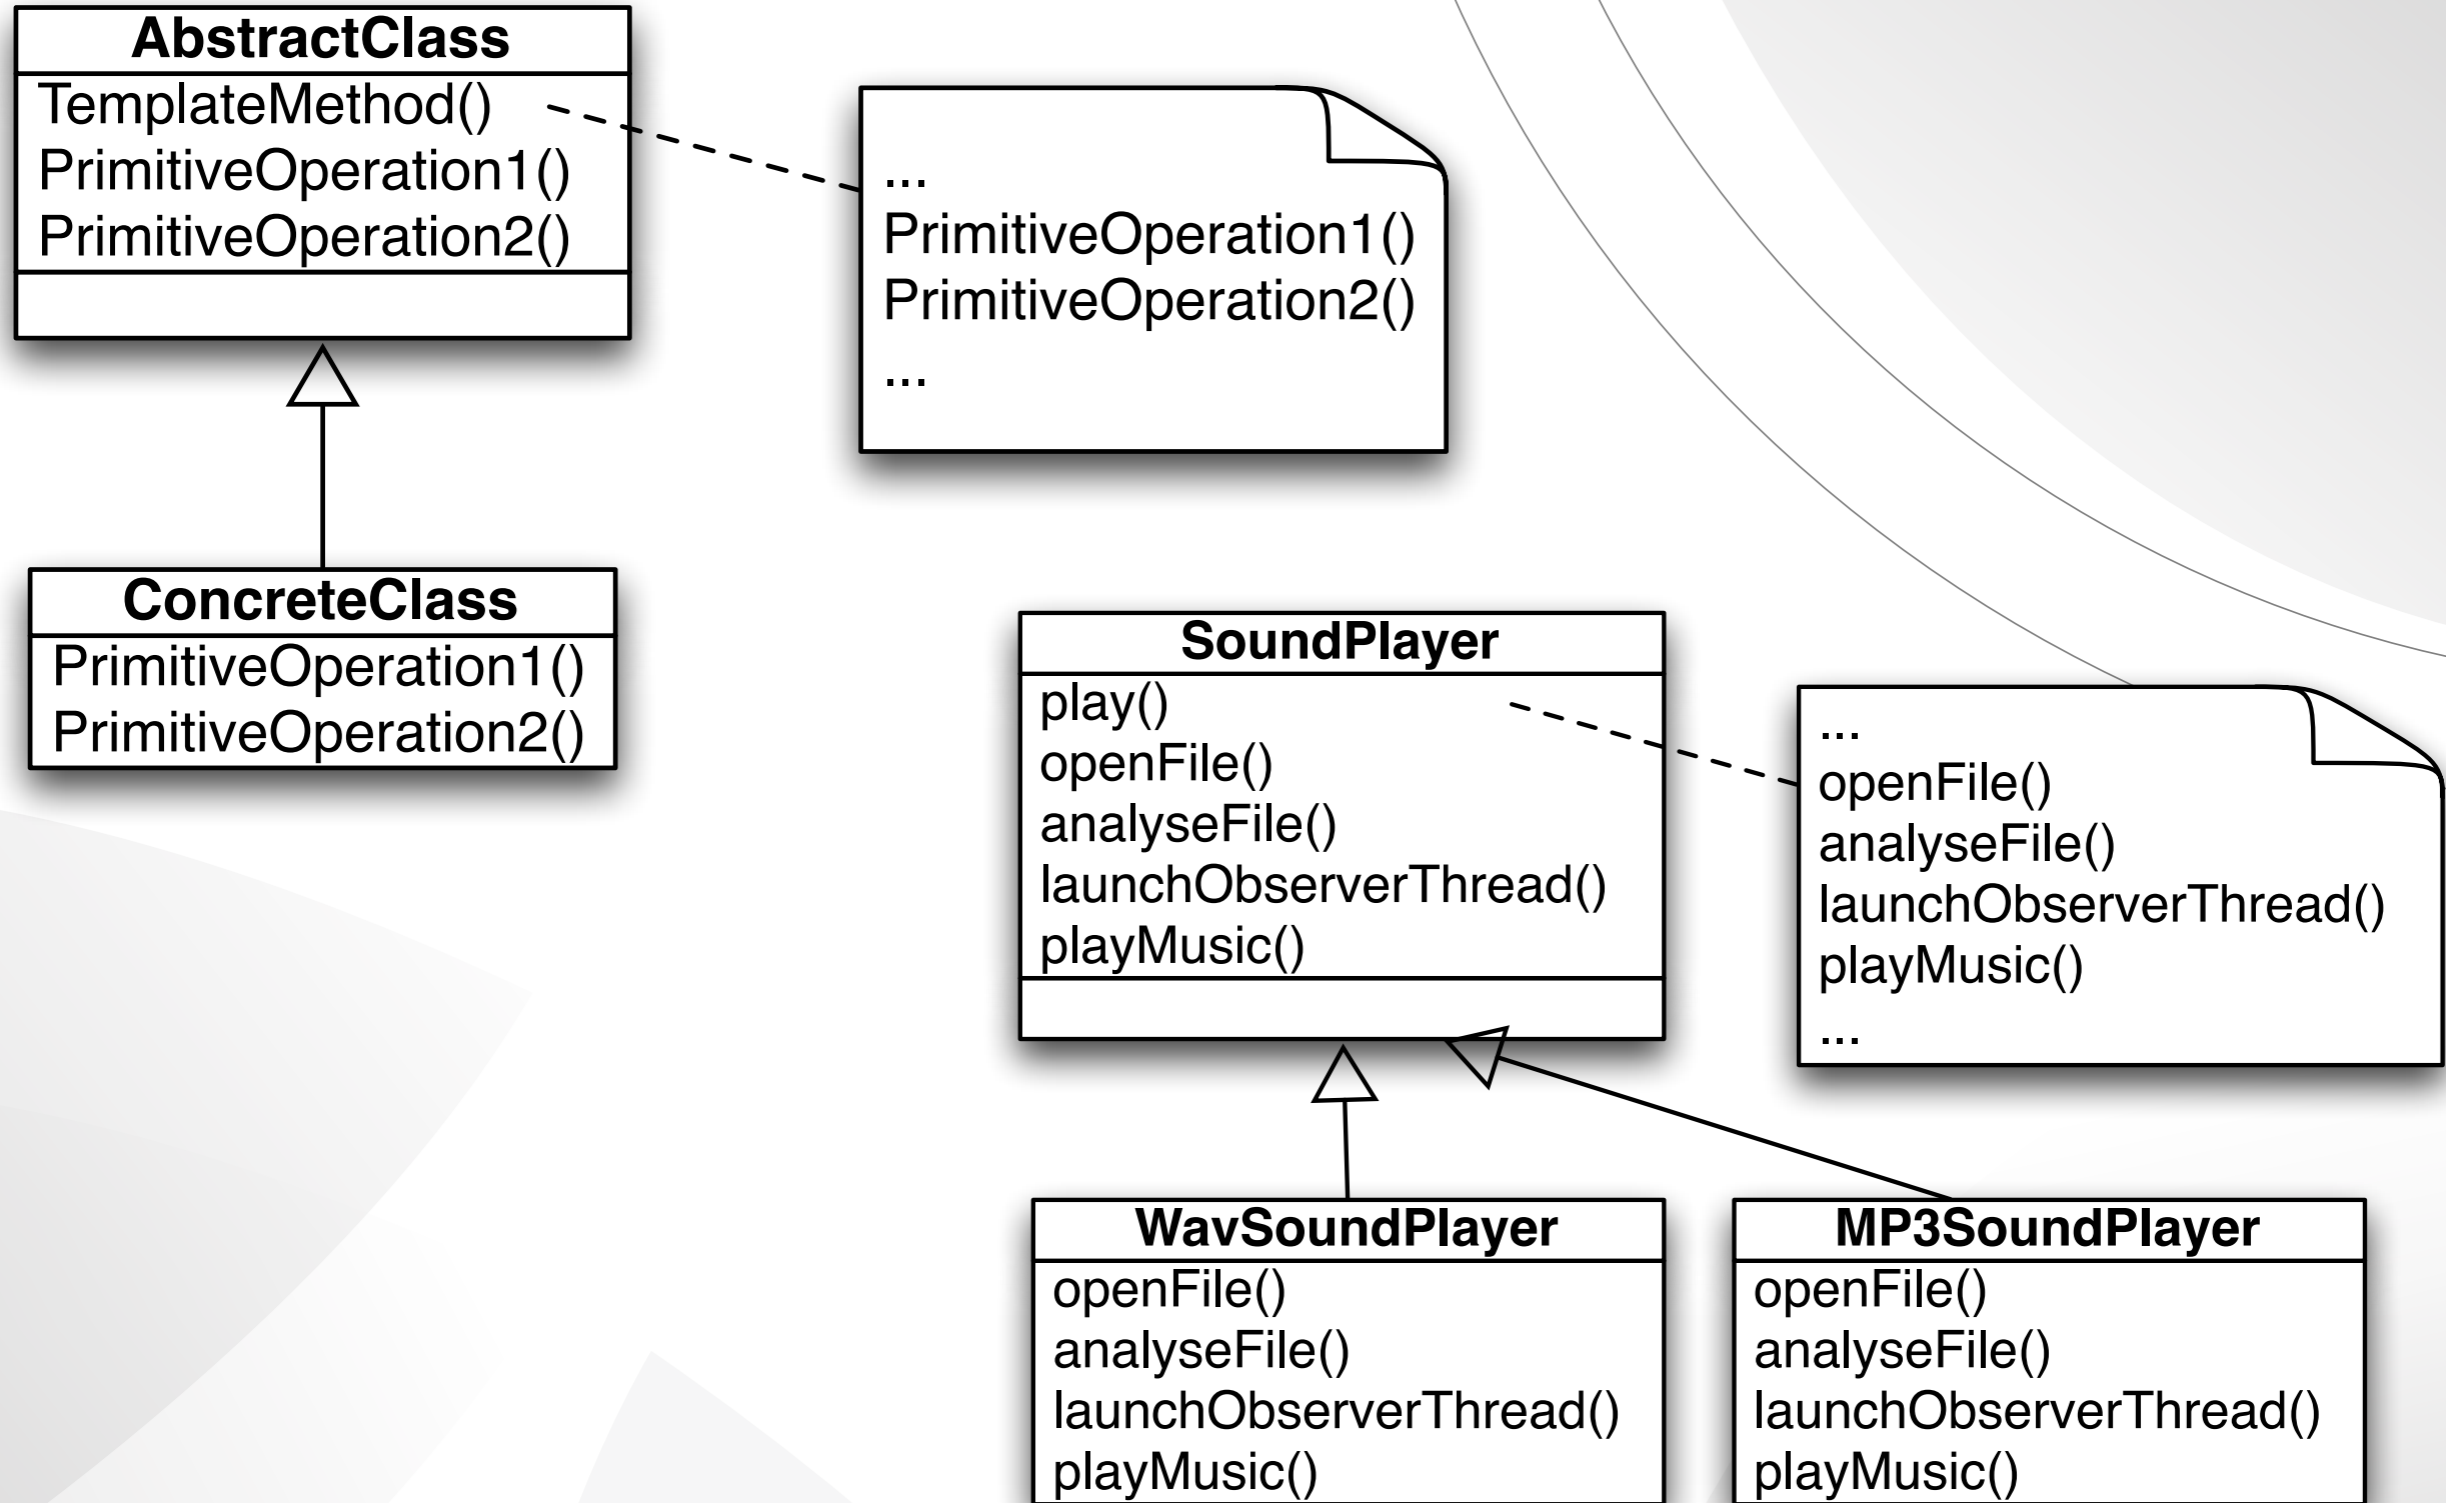 AbstractClass
TemplateMethod()
PrimitiveOperation1()
PrimitiveOperation2()
...
PrimitiveOperation1()
PrimitiveOperation2()
...
ConcreteClass
PrimitiveOperation1()
PrimitiveOperation2()
SoundPlayer
play()
openFile()
analyseFile()
launchObserverThread()
playMusic()
...
openFile()
analyseFile()
launchObserverThread()
playMusic()
...
WavSoundPlayer
openFile()
analyseFile()
launchObserverThread()
playMusic()
MP3SoundPlayer
openFile()
analyseFile()
launchObserverThread()
playMusic()